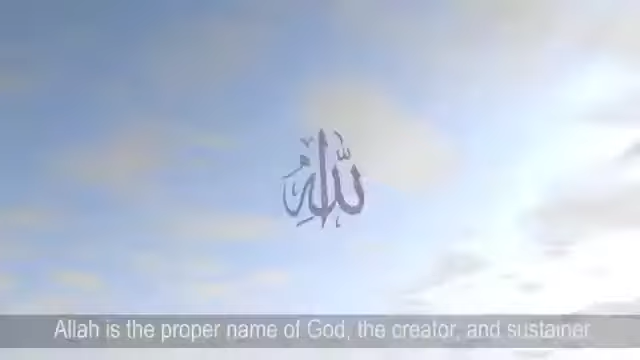 الله
Allah is the proper name of God, the creator, and sustainer